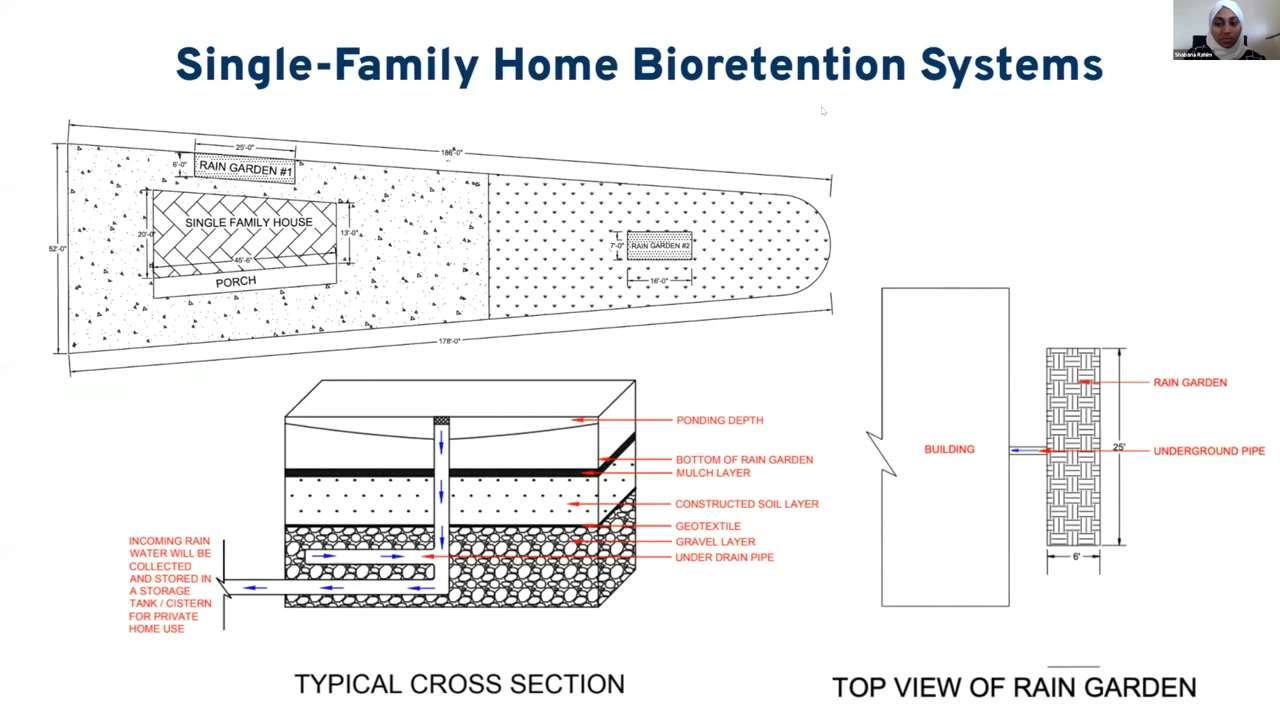 Shabana Rahim
Single-Family Home Bioretention Systems
186'-0"
25'-0"
6'-0"
RAIN GARDEN #1
SINGLE FAMILY HOUSE
52'-0"
20'-0
13'-0"
45'-6"
PORCH
7'-0"
RAIN GARDEN #2
16'-0"
178'-0"
PONDING DEPTH
BOTTOM OF RAIN GARDEN
MULCH LAYER
CONSTRUCTED SOIL LAYER
GEOTEXTILE
GRAVEL LAYER
UNDER DRAIN PIPE
INCOMING RAIN
WATER WILL BE
COLLECTED
AND STORED IN
A STORAGE
TANK / CISTERN
FOR PRIVATE
HOME USE
TYPICAL CROSS SECTION
RAIN GARDEN
BUILDING
25'
UNDERGROUND PIPE
6'
TOP VIEW OF RAIN GARDEN